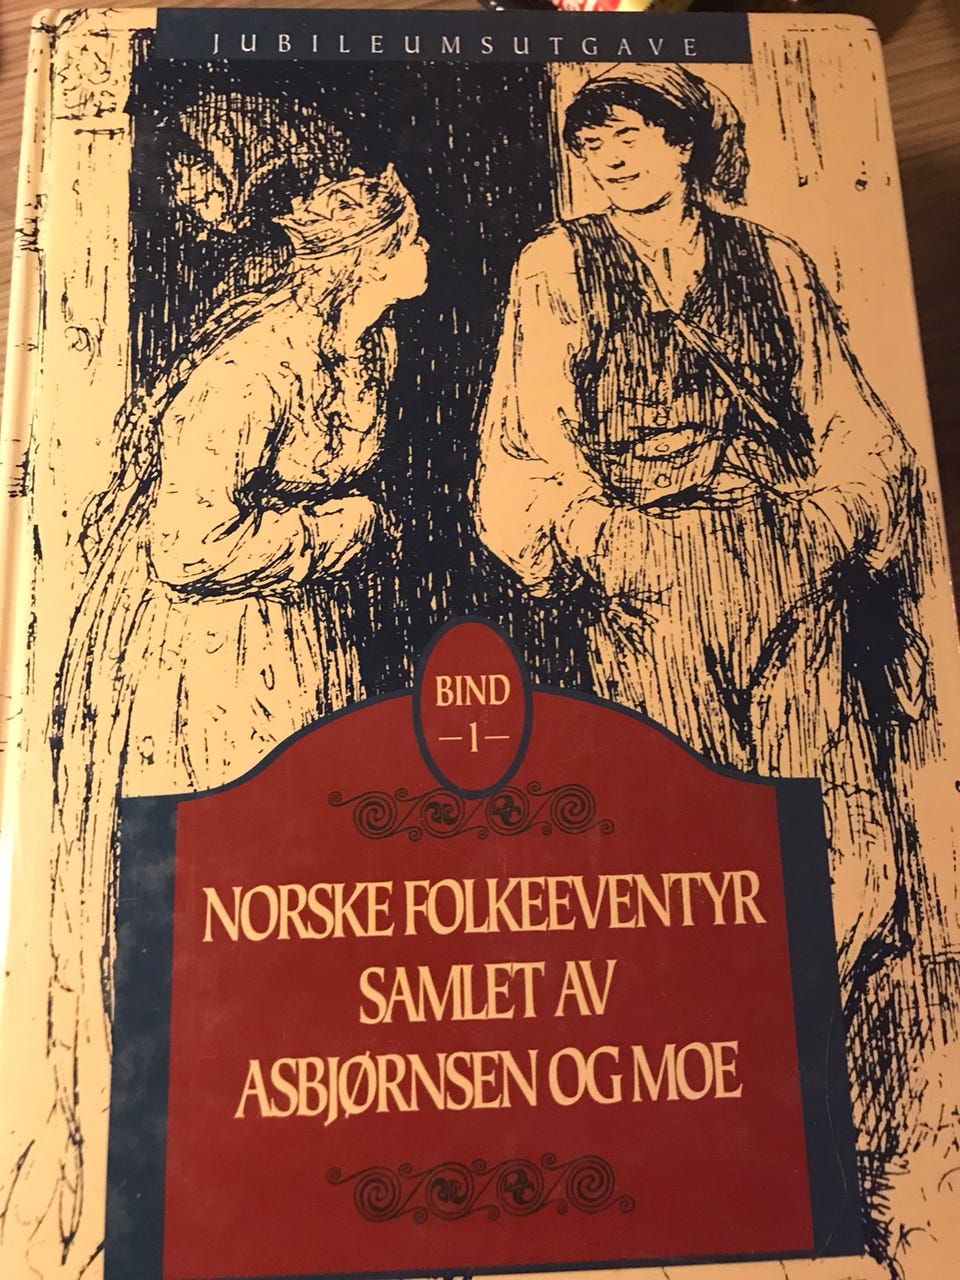 JUBILEUMSUTGAVE
BIND
–1–
NORSKE FOLKEEVENTYR
SAMLET AV
ASBJØRNSEN OG MOE